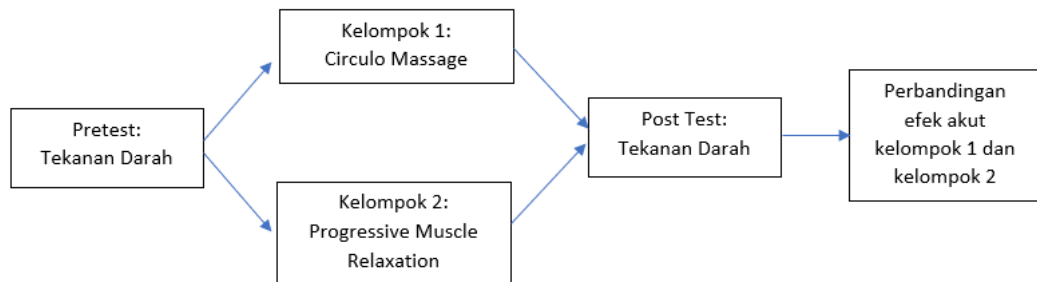 Pretest:
Tekanan Darah
Kelompok 1:
Circulo Massage
Kelompok 2:
Progressive Muscle
Relaxation
Post Test:
Tekanan Darah
Perbandingan
efek akut
kelompok 1 dan
kelompok 2